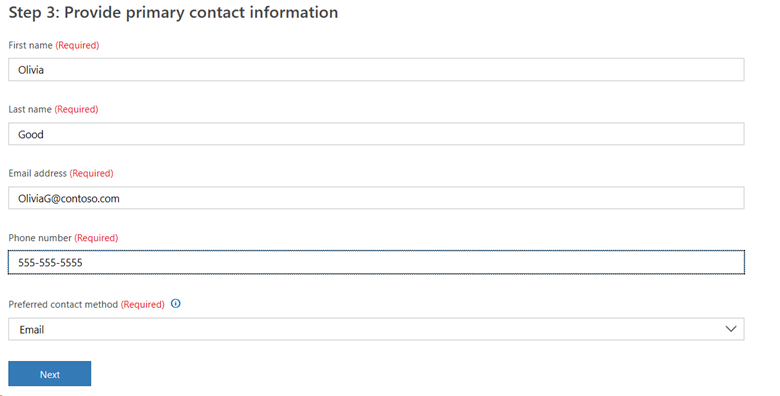 Step 3: Provide primary contact information
First name (Required)
Olivia
Last name (Required)
Good
Email address (Required)
OliviaG@contoso.com
Phone number (Required)
555-555-5555
Preferred contact method (Required)
Email
Next